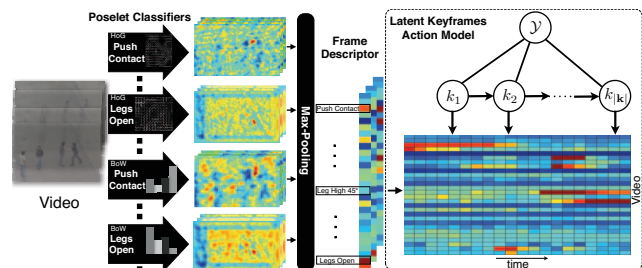 Poselet Classifiers
HoG
Push
Contact
HoG
Legs
Open
BoW
Push
Contact
BoW
Legs
Open
Video
Max-Pooling
Frame
Descriptor
Push Contact
Leg High 45°
Legs Open
Latent Keyframes
Action Model
𝒴
k₁
k₂
k|𝐤|
Video
time